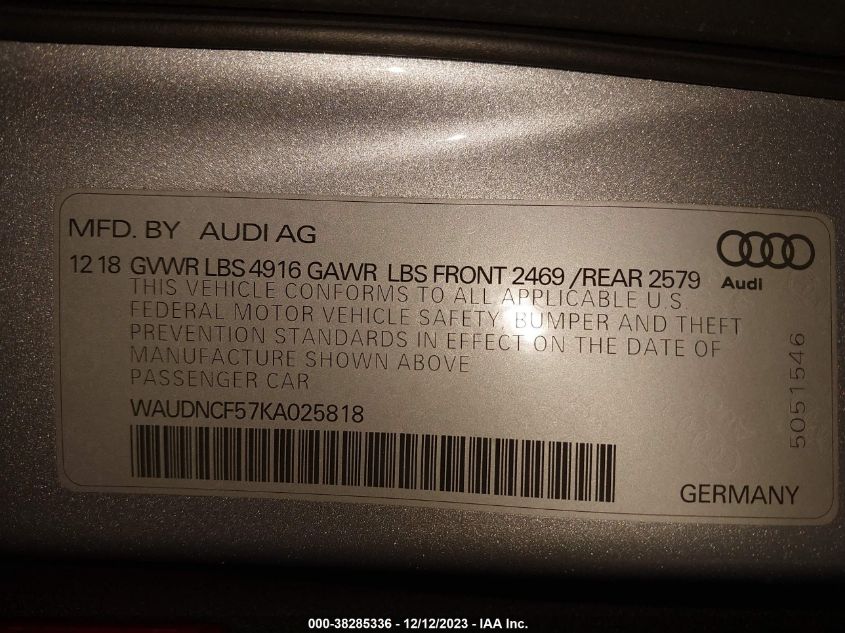 MFD. BY AUDI AG
12 18 GVWR LBS 4916 GAWR LBS FRONT 2469 /REAR 2579
THIS VEHICLE CONFORMS TO ALL APPLICABLE U.S.
FEDERAL MOTOR VEHICLE SAFETY, BUMPER AND THEFT
PREVENTION STANDARDS IN EFFECT ON THE DATE OF
MANUFACTURE SHOWN ABOVE
PASSENGER CAR
WAUDNCF57KA025818
Audi
5051546
GERMANY
000-38285336 - 12/12/2023 - IAA Inc.